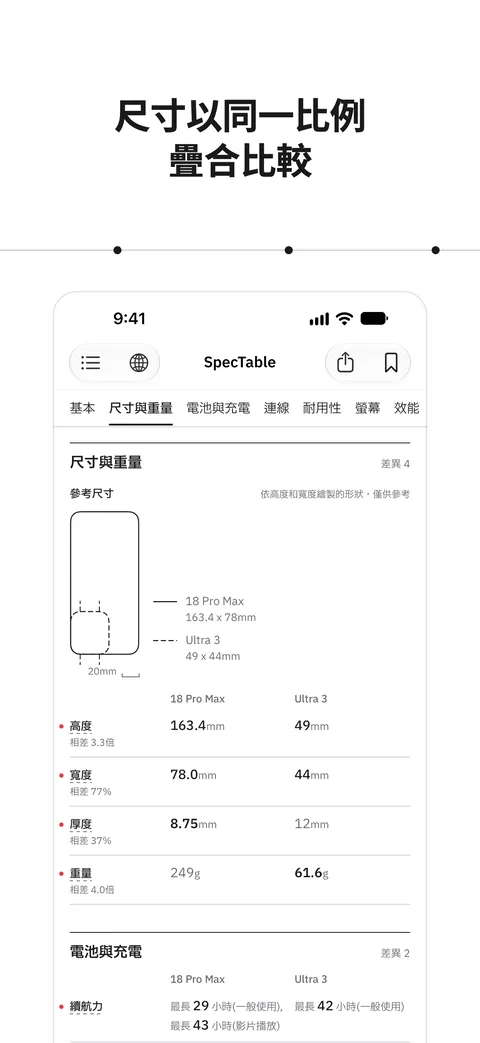 尺寸以同一比例
疊合比較
9:41
SpecTable
基本 尺寸與重量 電池與充電 連線 耐用性 螢幕 效能
尺寸與重量 差異 4
參考尺寸 依高度和寬度繪製的形狀，僅供參考
18 Pro Max
163.4 x 78mm
Ultra 3
49 x 44mm
20mm
18 Pro Max Ultra 3
高度 163.4mm 49mm
相差 3.3倍
寬度 78.0mm 44mm
相差 77%
厚度 8.75mm 12mm
相差 37%
重量 249g 61.6g
相差 4.0倍
電池與充電 差異 2
18 Pro Max Ultra 3
續航力 最長 29 小時(一般使用), 最長 42 小時(一般使用)
最長 43 小時(影片播放)